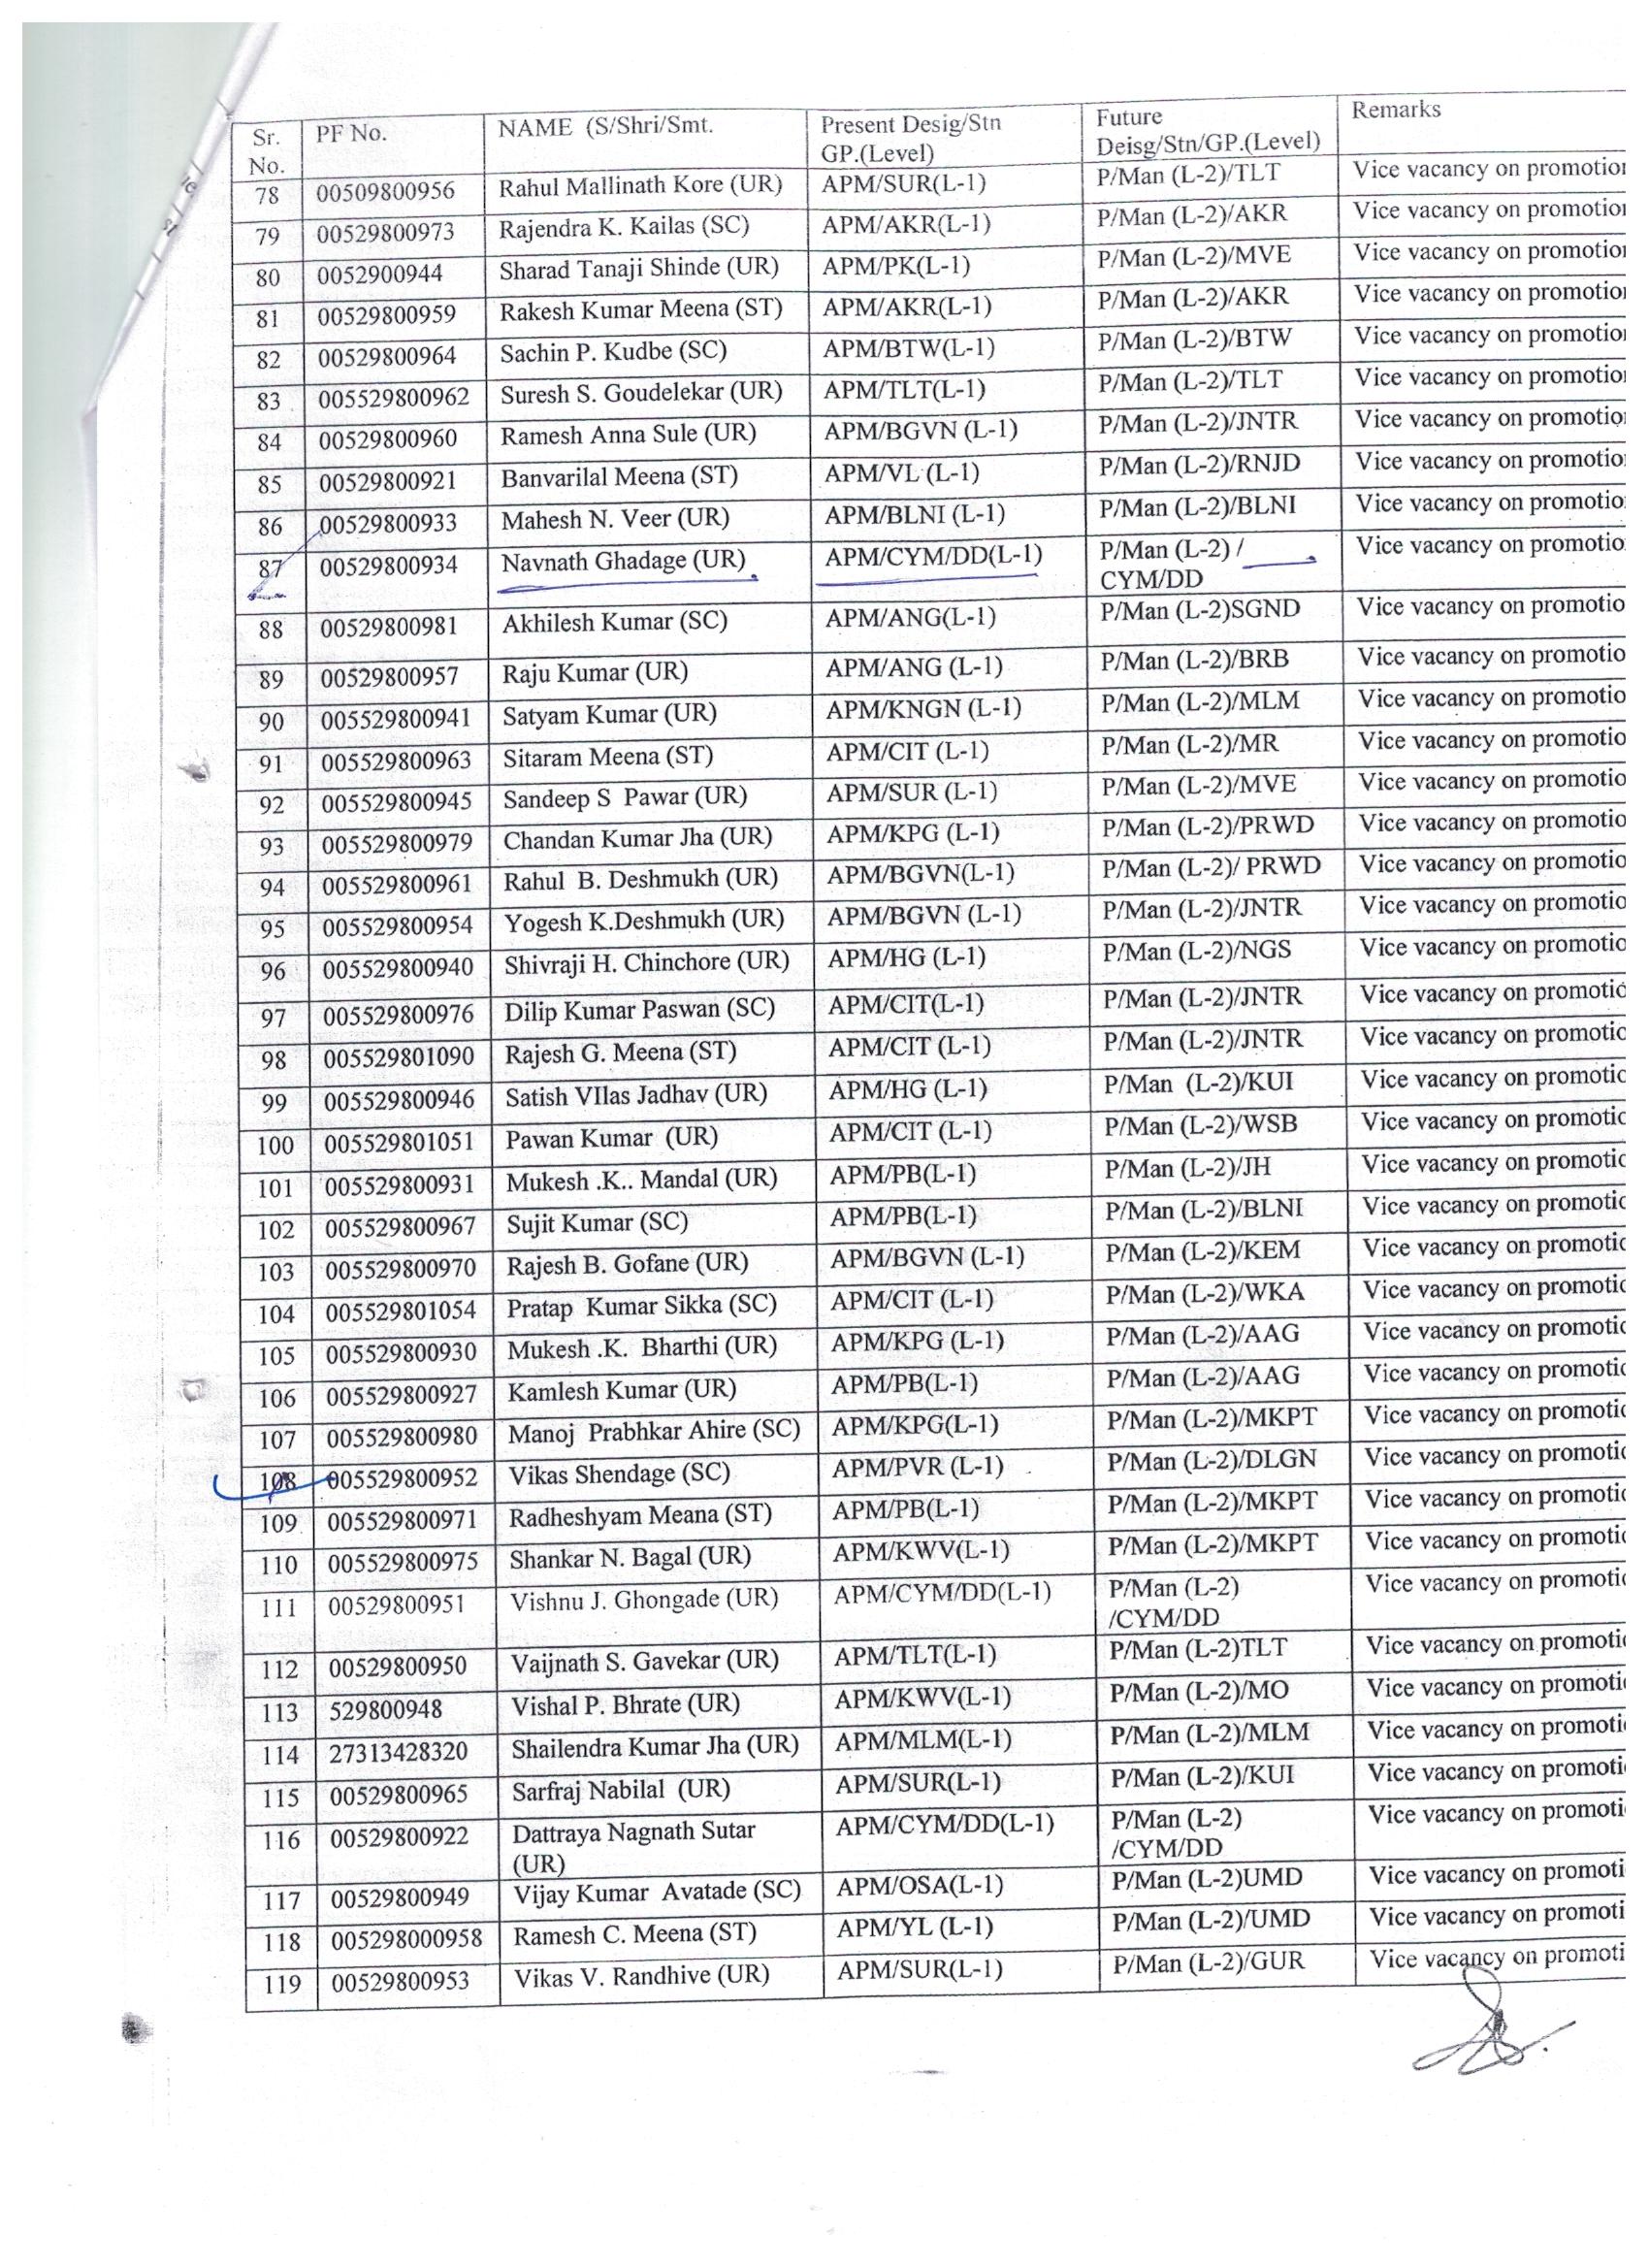 Sr. No. PF No. NAME (S/Shri/Smt. Present Desig/Stn GP.(Level) Future Deisg/Stn/GP.(Level) Remarks
78 00509800956 Rahul Mallinath Kore (UR) APM/SUR(L-1) P/Man (L-2)/TLT Vice vacancy on promotion
79 00529800973 Rajendra K. Kailas (SC) APM/AKR(L-1) P/Man (L-2)/AKR Vice vacancy on promotion
80 0052900944 Sharad Tanaji Shinde (UR) APM/PK(L-1) P/Man (L-2)/MVE Vice vacancy on promotion
81 00529800959 Rakesh Kumar Meena (ST) APM/AKR(L-1) P/Man (L-2)/AKR Vice vacancy on promotion
82 00529800964 Sachin P. Kudbe (SC) APM/BTW(L-1) P/Man (L-2)/BTW Vice vacancy on promotion
83 005529800962 Suresh S. Goudelekar (UR) APM/TLT(L-1) P/Man (L-2)/TLT Vice vacancy on promotion
84 00529800960 Ramesh Anna Sule (UR) APM/BGVN (L-1) P/Man (L-2)/JNTR Vice vacancy on promotio
85 00529800921 Banvarilal Meena (ST) APM/VL (L-1) P/Man (L-2)/RNJD Vice vacancy on promotio
86 00529800933 Mahesh N. Veer (UR) APM/BLNI (L-1) P/Man (L-2)/BLNI Vice vacancy on promotio
87 00529800934 Navnath Ghadage (UR) APM/CYM/DD(L-1) P/Man (L-2) / CYM/DD Vice vacancy on promotio
88 00529800981 Akhilesh Kumar (SC) APM/ANG(L-1) P/Man (L-2)SGND Vice vacancy on promotio
89 00529800957 Raju Kumar (UR) APM/ANG (L-1) P/Man (L-2)/BRB Vice vacancy on promotio
90 005529800941 Satyam Kumar (UR) APM/KNGN (L-1) P/Man (L-2)/MLM Vice vacancy on promotio
91 005529800963 Sitaram Meena (ST) APM/CIT (L-1) P/Man (L-2)/MR Vice vacancy on promotio
92 005529800945 Sandeep S Pawar (UR) APM/SUR (L-1) P/Man (L-2)/MVE Vice vacancy on promotio
93 005529800979 Chandan Kumar Jha (UR) APM/KPG (L-1) P/Man (L-2)/PRWD Vice vacancy on promotio
94 005529800961 Rahul B. Deshmukh (UR) APM/BGVN(L-1) P/Man (L-2)/ PRWD Vice vacancy on promotio
95 005529800954 Yogesh K.Deshmukh (UR) APM/BGVN (L-1) P/Man (L-2)/JNTR Vice vacancy on promotio
96 005529800940 Shivraji H. Chinchore (UR) APM/HG (L-1) P/Man (L-2)/NGS Vice vacancy on promotio
97 005529800976 Dilip Kumar Paswan (SC) APM/CIT(L-1) P/Man (L-2)/JNTR Vice vacancy on promotio
98 005529801090 Rajesh G. Meena (ST) APM/CIT (L-1) P/Man (L-2)/JNTR Vice vacancy on promotic
99 005529800946 Satish VIlas Jadhav (UR) APM/HG (L-1) P/Man (L-2)/KUI Vice vacancy on promotic
100 005529801051 Pawan Kumar (UR) APM/CIT (L-1) P/Man (L-2)/WSB Vice vacancy on promotic
101 005529800931 Mukesh .K.. Mandal (UR) APM/PB(L-1) P/Man (L-2)/JH Vice vacancy on promotic
102 005529800967 Sujit Kumar (SC) APM/PB(L-1) P/Man (L-2)/BLNI Vice vacancy on promotic
103 005529800970 Rajesh B. Gofane (UR) APM/BGVN (L-1) P/Man (L-2)/KEM Vice vacancy on promotic
104 005529801054 Pratap Kumar Sikka (SC) APM/CIT (L-1) P/Man (L-2)/WKA Vice vacancy on promotic
105 005529800930 Mukesh .K. Bharthi (UR) APM/KPG (L-1) P/Man (L-2)/AAG Vice vacancy on promotic
106 005529800927 Kamlesh Kumar (UR) APM/PB(L-1) P/Man (L-2)/AAG Vice vacancy on promotic
107 005529800980 Manoj Prabhkar Ahire (SC) APM/KPG(L-1) P/Man (L-2)/MKPT Vice vacancy on promotic
108 005529800952 Vikas Shendage (SC) APM/PVR (L-1) P/Man (L-2)/DLGN Vice vacancy on promotic
109 005529800971 Radheshyam Meana (ST) APM/PB(L-1) P/Man (L-2)/MKPT Vice vacancy on promotic
110 005529800975 Shankar N. Bagal (UR) APM/KWV(L-1) P/Man (L-2)/MKPT Vice vacancy on promotic
111 00529800951 Vishnu J. Ghongade (UR) APM/CYM/DD(L-1) P/Man (L-2) /CYM/DD Vice vacancy on promotic
112 00529800950 Vaijnath S. Gavekar (UR) APM/TLT(L-1) P/Man (L-2)TLT Vice vacancy on promoti
113 529800948 Vishal P. Bhrate (UR) APM/KWV(L-1) P/Man (L-2)/MO Vice vacancy on promoti
114 27313428320 Shailendra Kumar Jha (UR) APM/MLM(L-1) P/Man (L-2)/MLM Vice vacancy on promoti
115 00529800965 Sarfraj Nabilal (UR) APM/SUR(L-1) P/Man (L-2)/KUI Vice vacancy on promoti
116 00529800922 Dattraya Nagnath Sutar (UR) APM/CYM/DD(L-1) P/Man (L-2) /CYM/DD Vice vacancy on promoti
117 00529800949 Vijay Kumar Avatade (SC) APM/OSA(L-1) P/Man (L-2)UMD Vice vacancy on promoti
118 005298000958 Ramesh C. Meena (ST) APM/YL (L-1) P/Man (L-2)/UMD Vice vacancy on promoti
119 00529800953 Vikas V. Randhive (UR) APM/SUR(L-1) P/Man (L-2)/GUR Vice vacancy on promoti